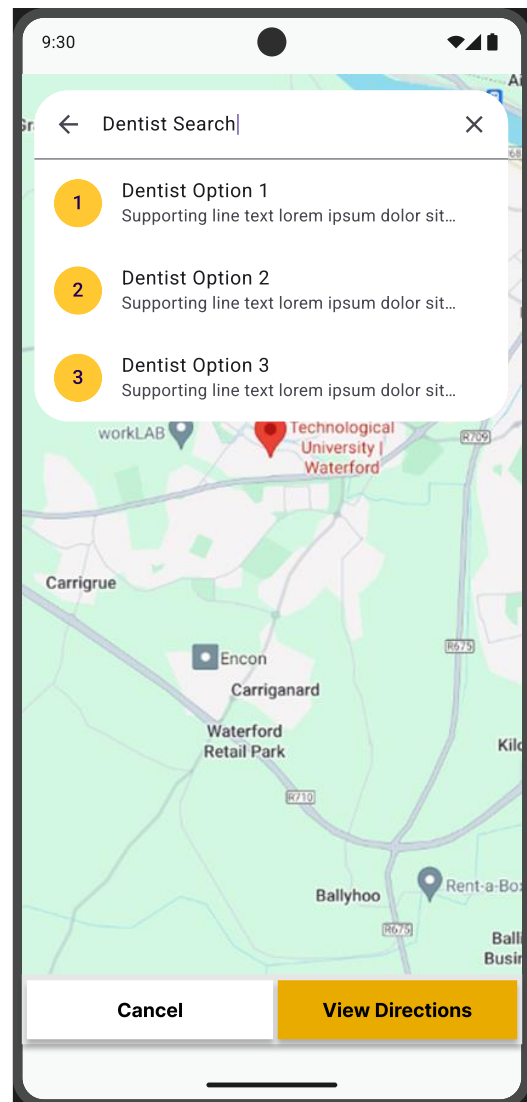 9:30
Dentist Search
1
Dentist Option 1
Supporting line text lorem ipsum dolor sit…
2
Dentist Option 2
Supporting line text lorem ipsum dolor sit…
3
Dentist Option 3
Supporting line text lorem ipsum dolor sit…
workLAB
Technological
University |
Waterford
R709
Carrigrue
R675
Encon
Carriganard
Waterford
Retail Park
R710
Ballyhoo
Rent-a-Box
R675
Cancel
View Directions